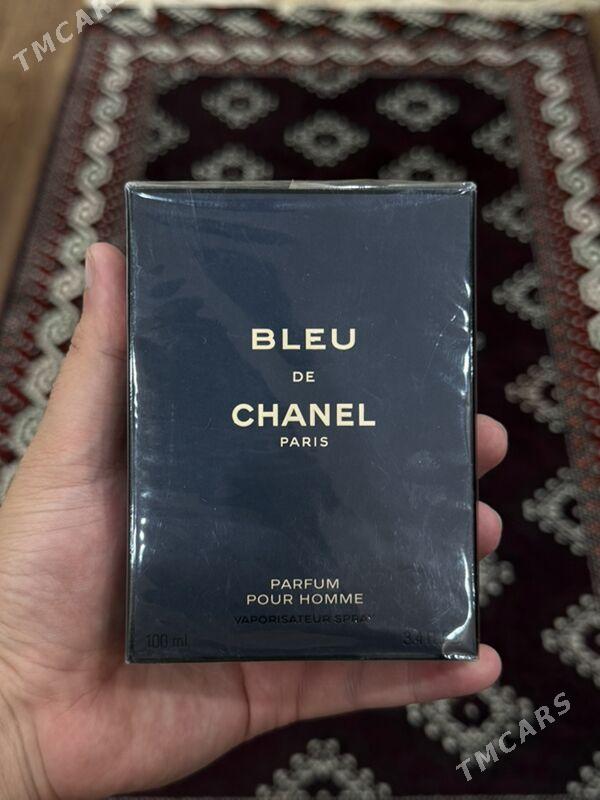 TMCARS
BLEU
DE
CHANEL
PARIS
PARFUM
POUR HOMME
VAPORISATEUR SPRAY
100 ml
TMCARS